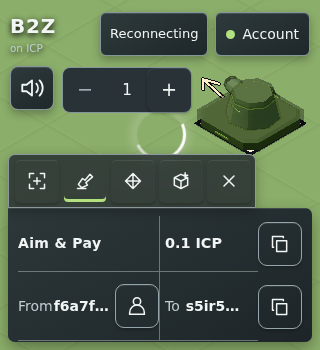 B2Z
on ICP
Reconnecting
Account
1
Aim & Pay
0.1 ICP
From f6a7f...
To s5ir5...